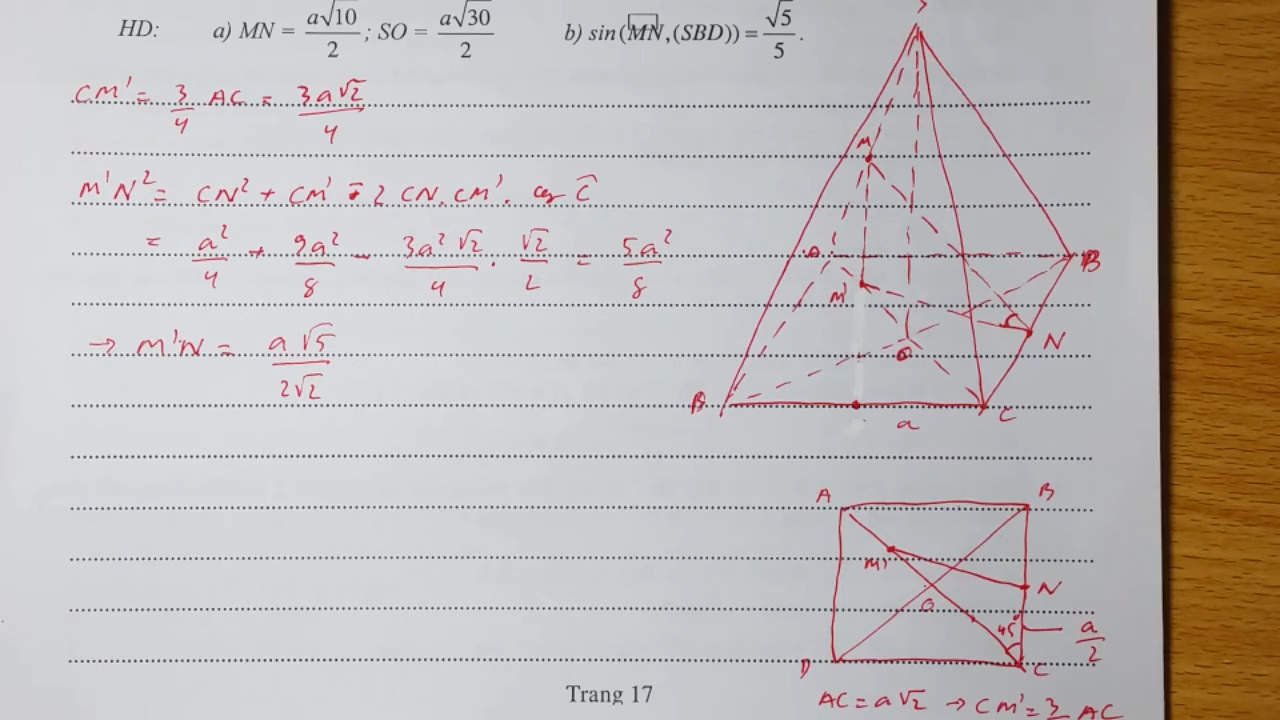 HD: a) MN = a√10/2 ; SO = a√30/2 b) sin(MN,(SBD)) = √5/5 .
CM' = 3/4 AC = 3a√2/4
M'N² = CN² + CM' - 2 CN. CM'. cos Ĉ
= a²/4 + 9a²/8 - 3a²√2/4 . √2/2 = 5a²/8
→ M'N = a√5/2√2
M
A
B
M'
N
O
B
C
a
A
B
M'
N
O
45°
a/2
D
C
Trang 17
AC = a√2 → CM' = 3 AC